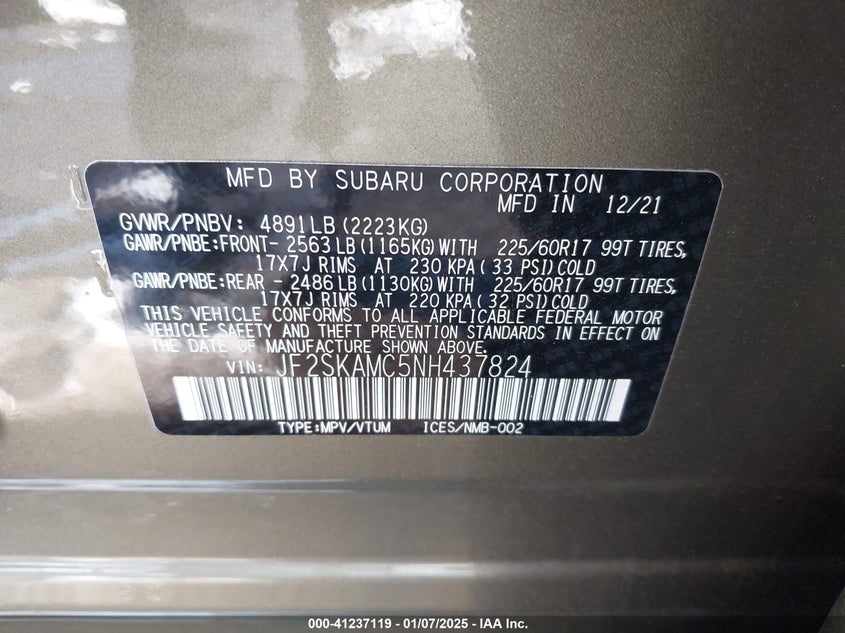 MFD BY SUBARU CORPORATION
MFD IN 12/21
GVWR/PNBV: 4891LB(2223KG)
GAWR/PNBE:FRONT- 2563LB(1165KG)WITH 225/60R17 99T TIRES,
17X7J RIMS AT 230 KPA( 33 PSI)COLD
GAWR/PNBE:REAR - 2486LB(1130KG)WITH 225/60R17 99T TIRES,
17X7J RIMS AT 220 KPA( 32 PSI)COLD
THIS VEHICLE CONFORMS TO ALL APPLICABLE FEDERAL MOTOR
VEHICLE SAFETY AND THEFT PREVENTION STANDARDS IN EFFECT ON
THE DATE OF MANUFACTURE SHOWN ABOVE.
VIN: JF2SKAMC5NH437824
TYPE:MPV/VTUM ICES/NMB-002
000-41237119 - 01/07/2025 - IAA Inc.